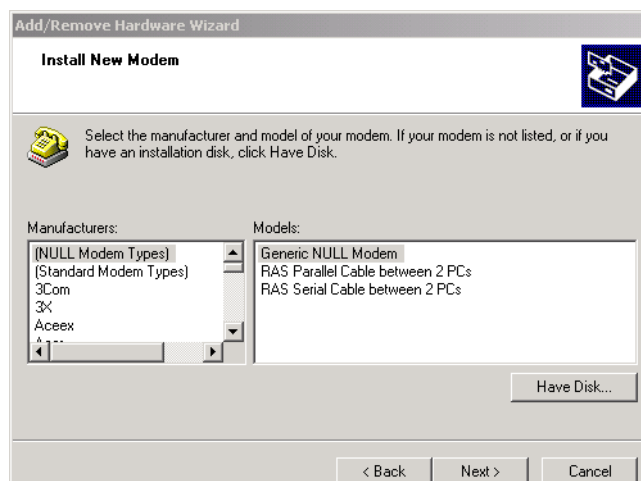 Add/Remove Hardware Wizard
Install New Modem
Select the manufacturer and model of your modem. If your modem is not listed, or if you
have an installation disk, click Have Disk.
Manufacturers:
(NULL Modem Types)
(Standard Modem Types)
3Com
3X
Aceex
Models:
Generic NULL Modem
RAS Parallel Cable between 2 PCs
RAS Serial Cable between 2 PCs
Have Disk...
< Back
Next >
Cancel